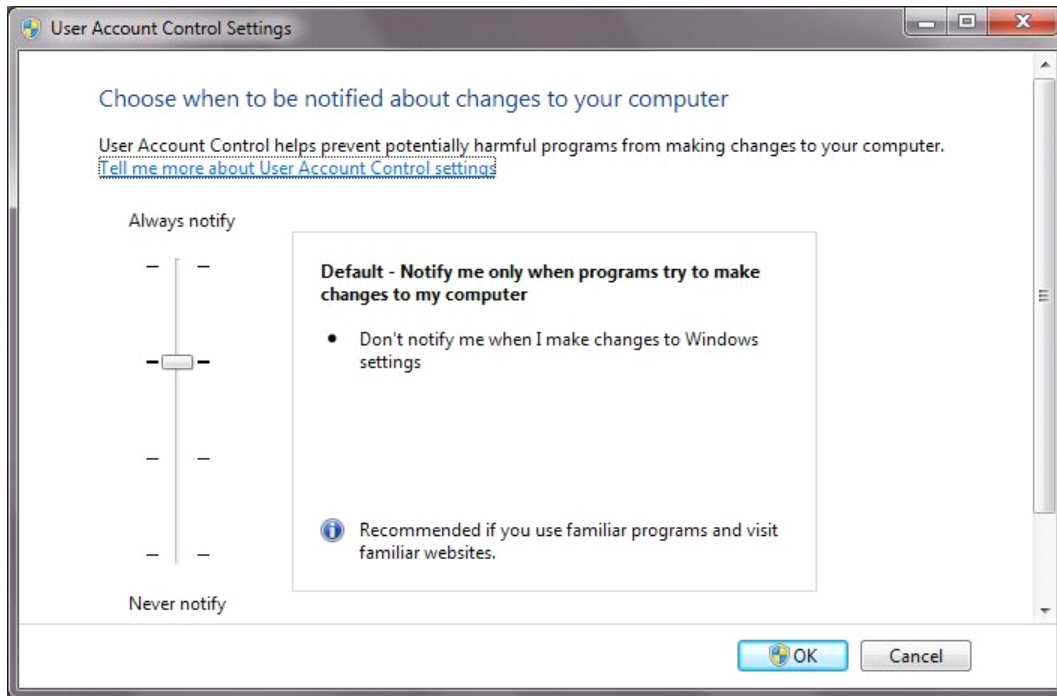 User Account Control Settings
Choose when to be notified about changes to your computer
User Account Control helps prevent potentially harmful programs from making changes to your computer.
Tell me more about User Account Control settings
Always notify
Default - Notify me only when programs try to make
changes to my computer
• Don't notify me when I make changes to Windows
settings
Recommended if you use familiar programs and visit
familiar websites.
Never notify
OK
Cancel